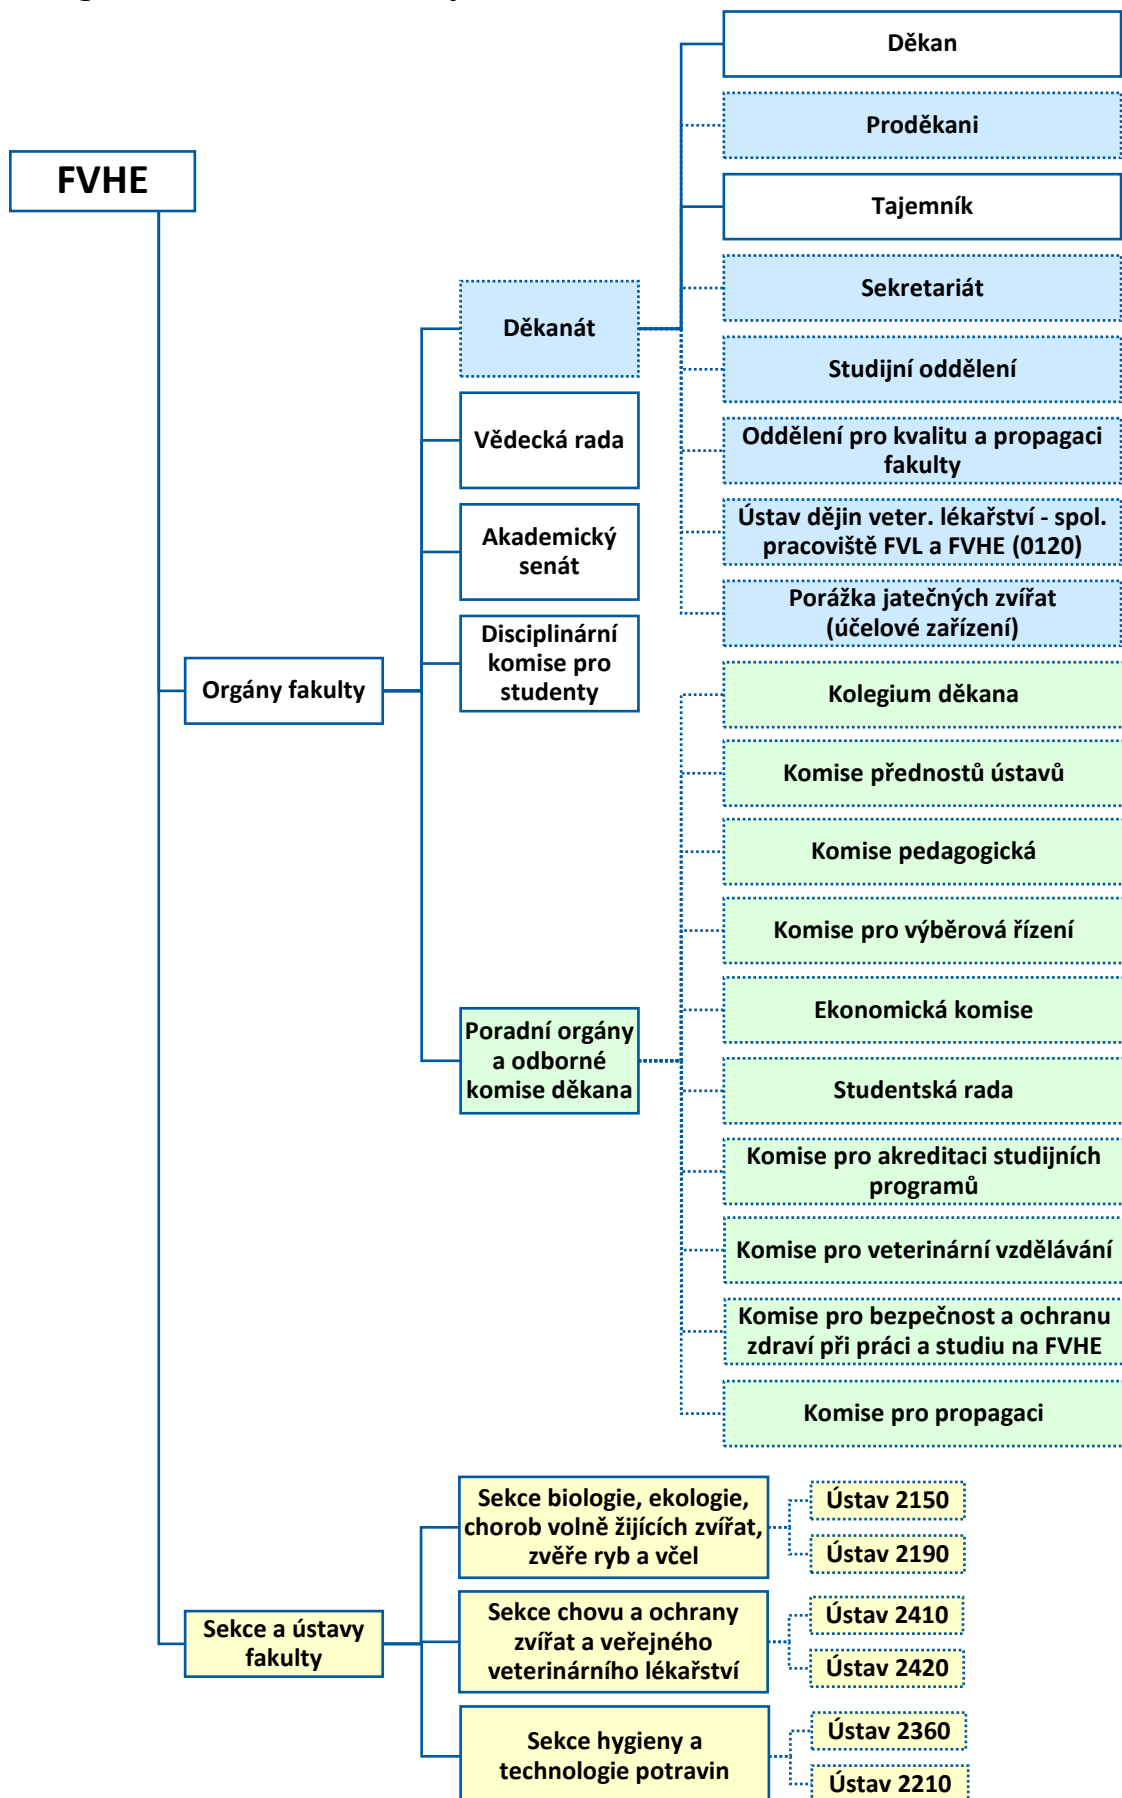 Děkan
Proděkani
FVHE
Tajemník
Sekretariát
Děkanát
Studijní oddělení
Vědecká rada
Oddělení pro kvalitu a propagaci
fakulty
Akademický
senát
Ústav dějin veter. lékařství - spol.
pracoviště FVL a FVHE (0120)
Porážka jatečných zvířat
(účelové zařízení)
Disciplinární
komise pro
studenty
Orgány fakulty
Kolegium děkana
Komise přednostů ústavů
Komise pedagogická
Komise pro výběrová řízení
Ekonomická komise
Poradní orgány
a odborné
komise děkana
Studentská rada
Komise pro akreditaci studijních
programů
Komise pro veterinární vzdělávání
Komise pro bezpečnost a ochranu
zdraví při práci a studiu na FVHE
Komise pro propagaci
Sekce biologie, ekologie,
chorob volně žijících zvířat,
zvěře ryb a včel
Ústav 2150
Ústav 2190
Sekce a ústavy
fakulty
Sekce chovu a ochrany
zvířat a veřejného
veterinárního lékařství
Ústav 2410
Ústav 2420
Sekce hygieny a
technologie potravin
Ústav 2360
Ústav 2210